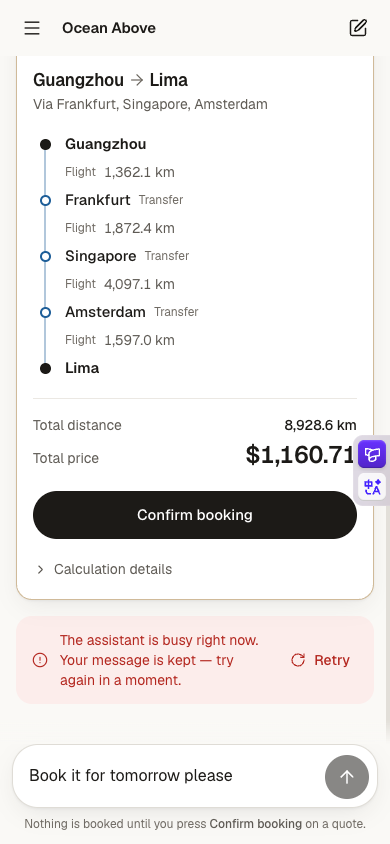 Ocean Above
Guangzhou → Lima
Via Frankfurt, Singapore, Amsterdam
Guangzhou
Flight 1,362.1 km
Frankfurt Transfer
Flight 1,872.4 km
Singapore Transfer
Flight 4,097.1 km
Amsterdam Transfer
Flight 1,597.0 km
Lima
Total distance 8,928.6 km
Total price $1,160.71
中A
Confirm booking
Calculation details
The assistant is busy right now.
Your message is kept — try
again in a moment.
Retry
Book it for tomorrow please
Nothing is booked until you press Confirm booking on a quote.